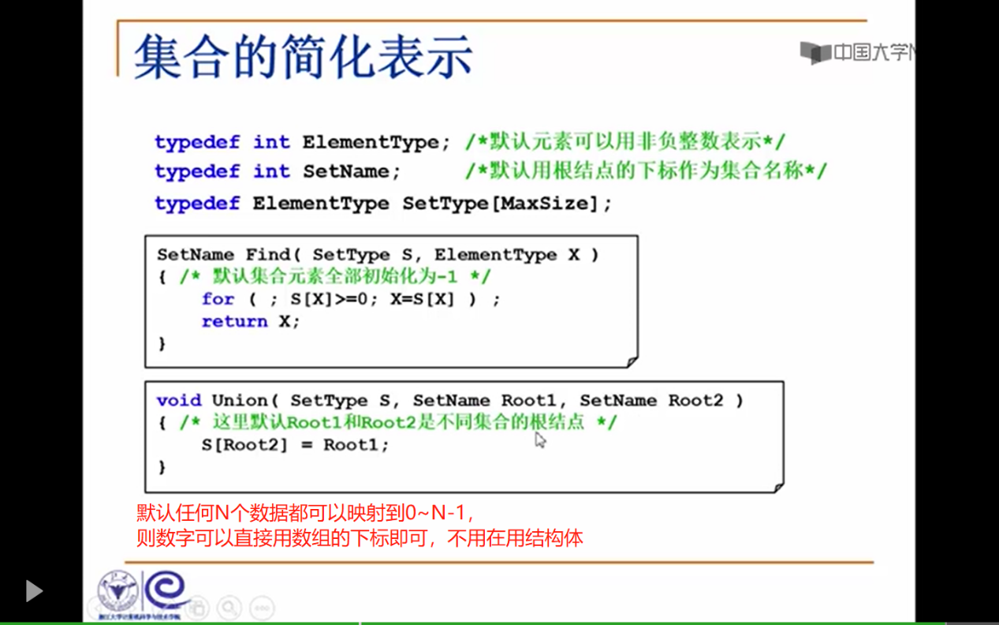 集合的简化表示
中国大学
typedef int ElementType; /*默认元素可以用非负整数表示*/
typedef int SetName; /*默认用根结点的下标作为集合名称*/
typedef ElementType SetType[MaxSize];
SetName Find( SetType S, ElementType X )
{ /* 默认集合元素全部初始化为-1 */
for ( ; S[X]>=0; X=S[X] ) ;
return X;
}
void Union( SetType S, SetName Root1, SetName Root2 )
{ /* 这里默认Root1和Root2是不同集合的根结点 */
S[Root2] = Root1;
}
默认任何N个数据都可以映射到0~N-1,
则数字可以直接用数组的下标即可，不用在用结构体